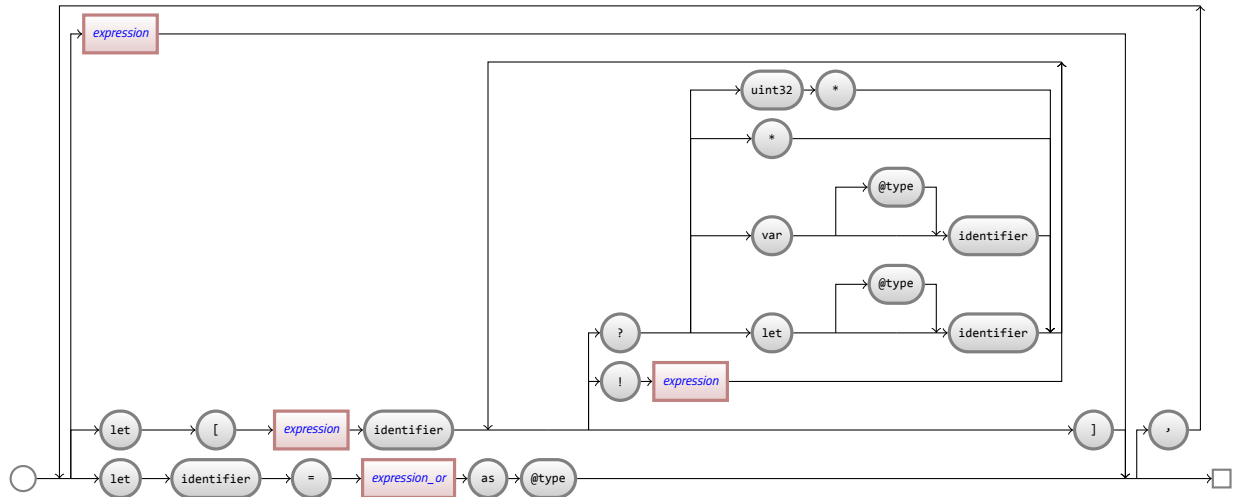 expression
uint32 *
*
@type
var identifier
@type
? let identifier
! expression
let [ expression identifier ] ,
let identifier = expression_or as @type